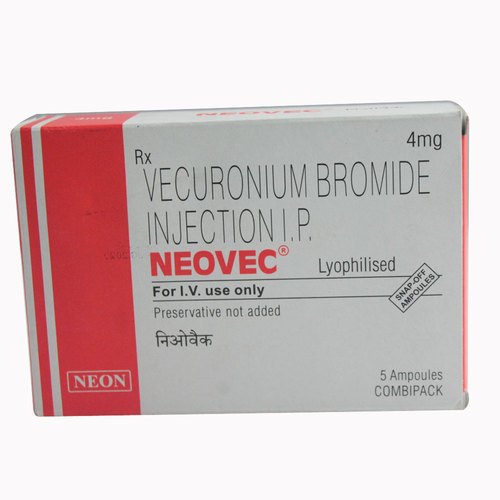 4mg
Rx
VECURONIUM BROMIDE
INJECTION I.P.
NEOVEC® Lyophilised
For I.V. use only
SNAP-OFF
AMPOULES
Preservative not added
निओवैक
NEON
5 Ampoules
COMBIPACK